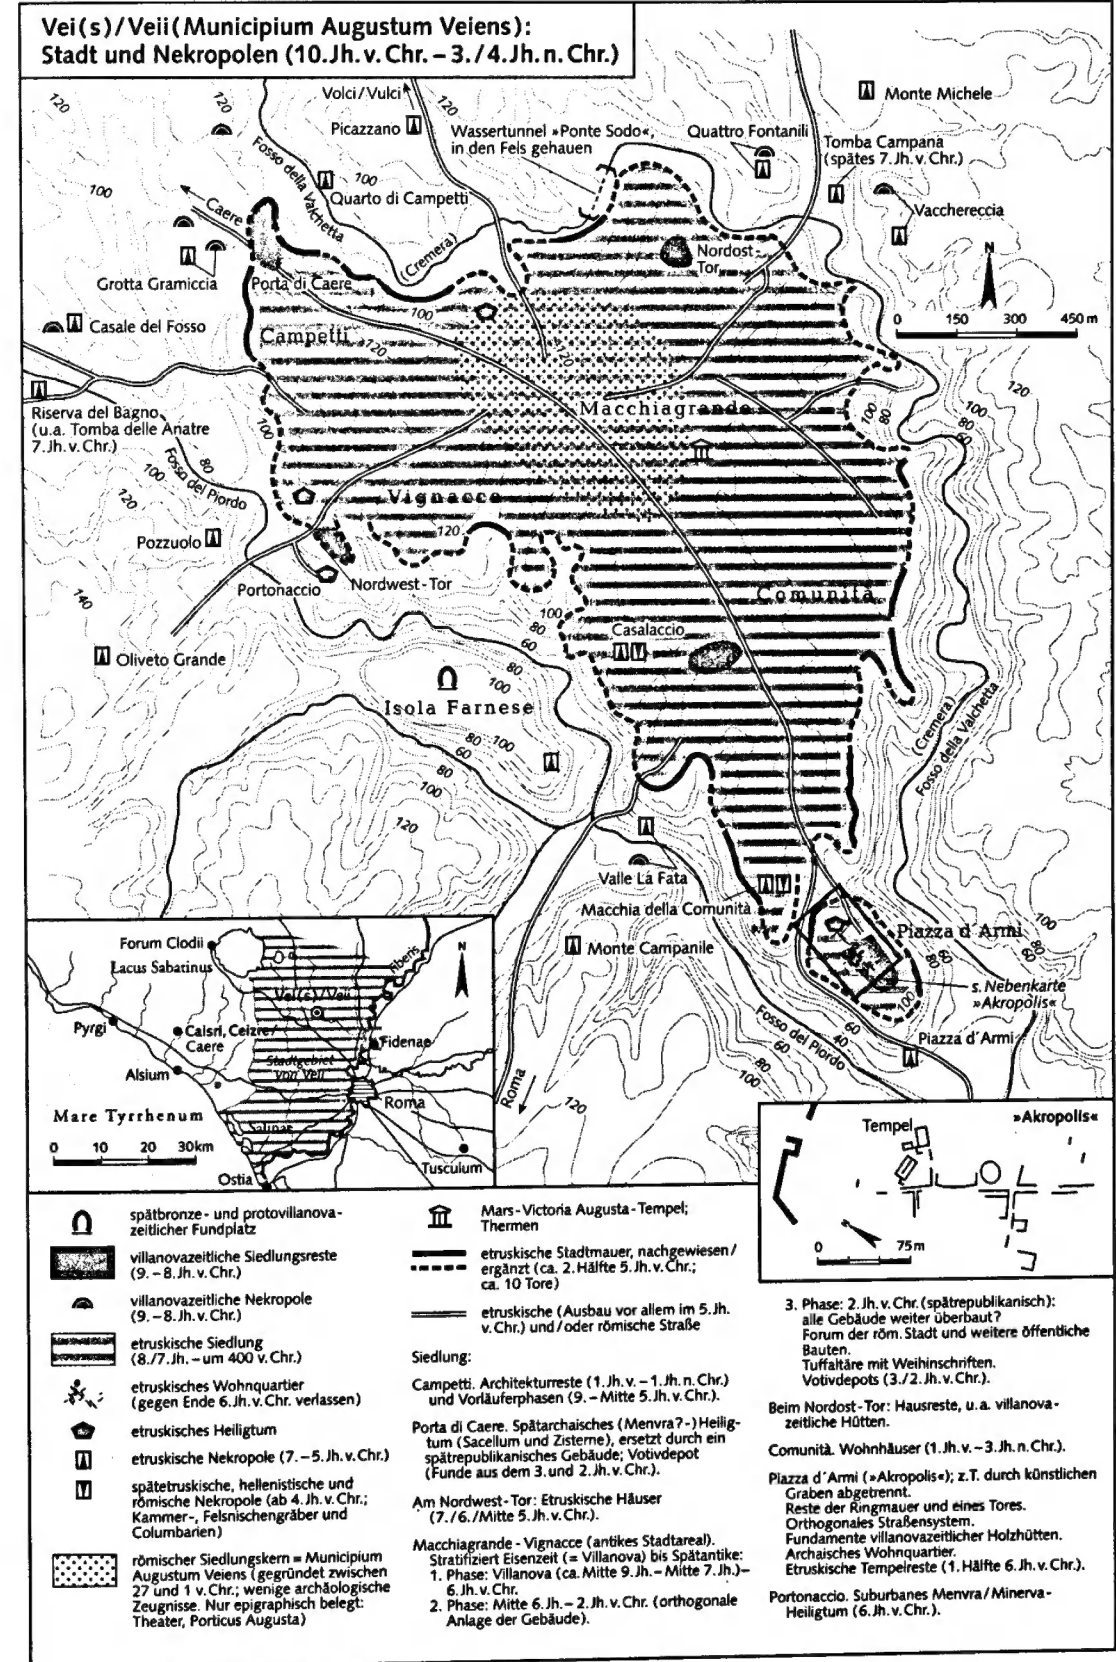 Vei(s)/Veii(Municipium Augustum Veiens):
Stadt und Nekropolen (10.Jh.v.Chr.–3./4.Jh.n.Chr.)
Volci/Vulci
Monte Michele
Picazzano
Wassertunnel »Ponte Sodo«,
in den Fels gehauen
Quattro Fontanili
Tomba Campana
(spätes 7.Jh.v.Chr.)
Fosso della Valchetta
(Cremera)
Quarto di Campetti
Caere
Vacchereccia
Nordost-
Tor
N
Grotta Gramiccia
Porta di Caere
0 150 300 450 m
Casale del Fosso
Campetti
Riserva del Bagno
(u.a. Tomba delle Anatre
7.Jh.v.Chr.)
Macchiagrande
Fosso del Piordo
Vignacce
Pozzuolo
Portonaccio
Nordwest-Tor
Comunità
Casalaccio
Oliveto Grande
Isola Farnese
(Cremera)
Fosso della Valchetta
Valle La Fata
Macchia della Comunità
Monte Campanile
Piazza d'Armi
s. Nebenkarte
»Akropolis«
Fosso del Piordo
Piazza d'Armi
Roma
Forum Clodii
Lacus Sabatinus
Tiberis
N
Vei(s)/Veii
Pyrgi
Caisri, Ceizre/
Caere
Fidenae
Alsium
Stadtgebiet
von Veii
Roma
Mare Tyrrhenum
Salinae
0 10 20 30km
Tusculum
Ostia
»Akropolis«
Tempel
0 75m
spätbronze- und protovillanova-
zeitlicher Fundplatz
villanovazeitliche Siedlungsreste
(9.–8.Jh.v.Chr.)
villanovazeitliche Nekropole
(9.–8.Jh.v.Chr.)
etruskische Siedlung
(8./7.Jh.–um 400 v.Chr.)
etruskisches Wohnquartier
(gegen Ende 6.Jh.v.Chr. verlassen)
etruskisches Heiligtum
etruskische Nekropole (7.–5.Jh.v.Chr.)
spätetruskische, hellenistische und
römische Nekropole (ab 4.Jh.v.Chr.;
Kammer-, Felsnischengräber und
Columbarien)
römischer Siedlungskern = Municipium
Augustum Veiens (gegründet zwischen
27 und 1 v.Chr.; wenige archäologische
Zeugnisse. Nur epigraphisch belegt:
Theater, Porticus Augusta)
Mars-Victoria Augusta-Tempel;
Thermen
etruskische Stadtmauer, nachgewiesen/
ergänzt (ca. 2.Hälfte 5.Jh.v.Chr.;
ca. 10 Tore)
etruskische (Ausbau vor allem im 5.Jh.
v.Chr.) und/oder römische Straße
Siedlung:
Campetti. Architekturreste (1.Jh.v.–1.Jh.n.Chr.)
und Vorläuferphasen (9.–Mitte 5.Jh.v.Chr.).
Porta di Caere. Spätarchaisches (Menvra?-) Heilig-
tum (Sacellum und Zisterne), ersetzt durch ein
spätrepublikanisches Gebäude; Votivdepot
(Funde aus dem 3.und 2.Jh.v.Chr.).
Am Nordwest-Tor: Etruskische Häuser
(7./6./Mitte 5.Jh.v.Chr.).
Macchiagrande - Vignacce (antikes Stadtareal).
Stratifiziert Eisenzeit (= Villanova) bis Spätantike:
1. Phase: Villanova (ca. Mitte 9.Jh.–Mitte 7.Jh.)–
6.Jh.v.Chr.
2. Phase: Mitte 6.Jh.–2.Jh.v.Chr. (orthogonale
Anlage der Gebäude).
3. Phase: 2.Jh.v.Chr. (spätrepublikanisch):
alle Gebäude weiter überbaut?
Forum der röm. Stadt und weitere öffentliche
Bauten.
Tuffaltäre mit Weihinschriften.
Votivdepots (3./2.Jh.v.Chr.).
Beim Nordost-Tor: Hausreste, u.a. villanova-
zeitliche Hütten.
Comunità. Wohnhäuser (1.Jh.v.–3.Jh.n.Chr.).
Piazza d'Armi (»Akropolis«); z.T. durch künstlichen
Graben abgetrennt.
Reste der Ringmauer und eines Tores.
Orthogonales Straßensystem.
Fundamente villanovazeitlicher Holzhütten.
Archaisches Wohnquartier.
Etruskische Tempelreste (1. Hälfte 6.Jh.v.Chr.).
Portonaccio. Suburbanes Menvra/Minerva-
Heiligtum (6.Jh.v.Chr.).